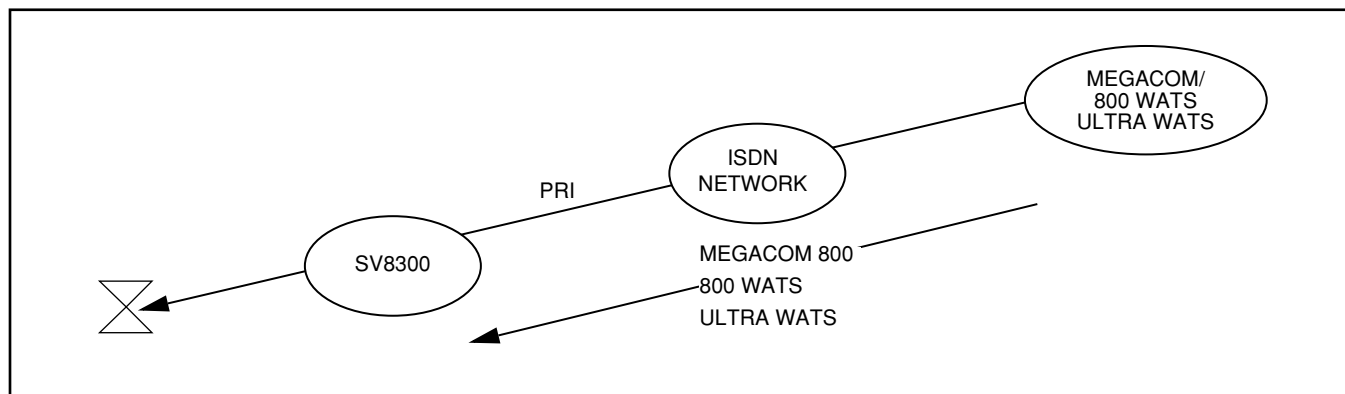 MEGACOM/
800 WATS
ULTRA WATS
ISDN
NETWORK
PRI
SV8300
MEGACOM 800
800 WATS
ULTRA WATS